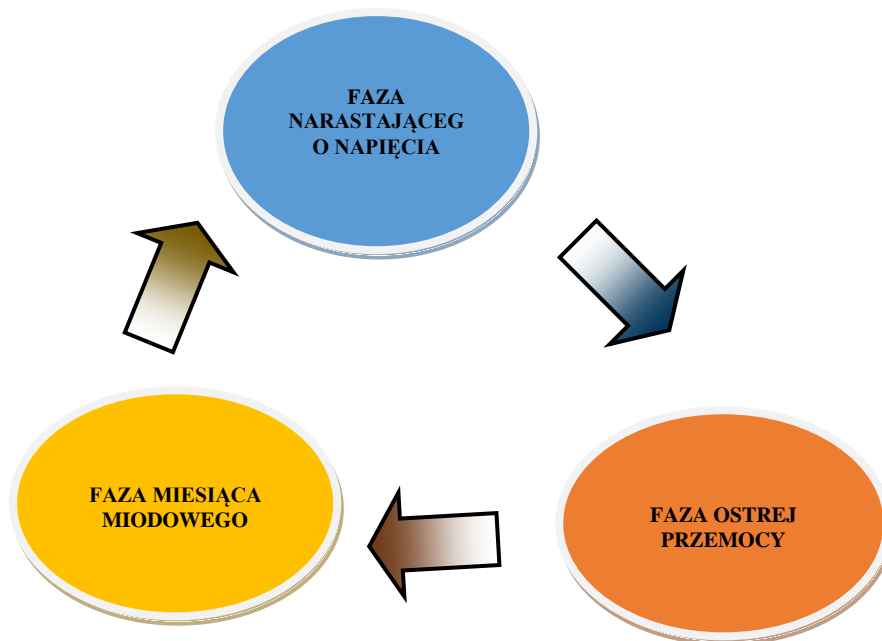 FAZA
NARASTAJĄCEG
O NAPIĘCIA
FAZA OSTREJ
PRZEMOCY
FAZA MIESIĄCA
MIODOWEGO